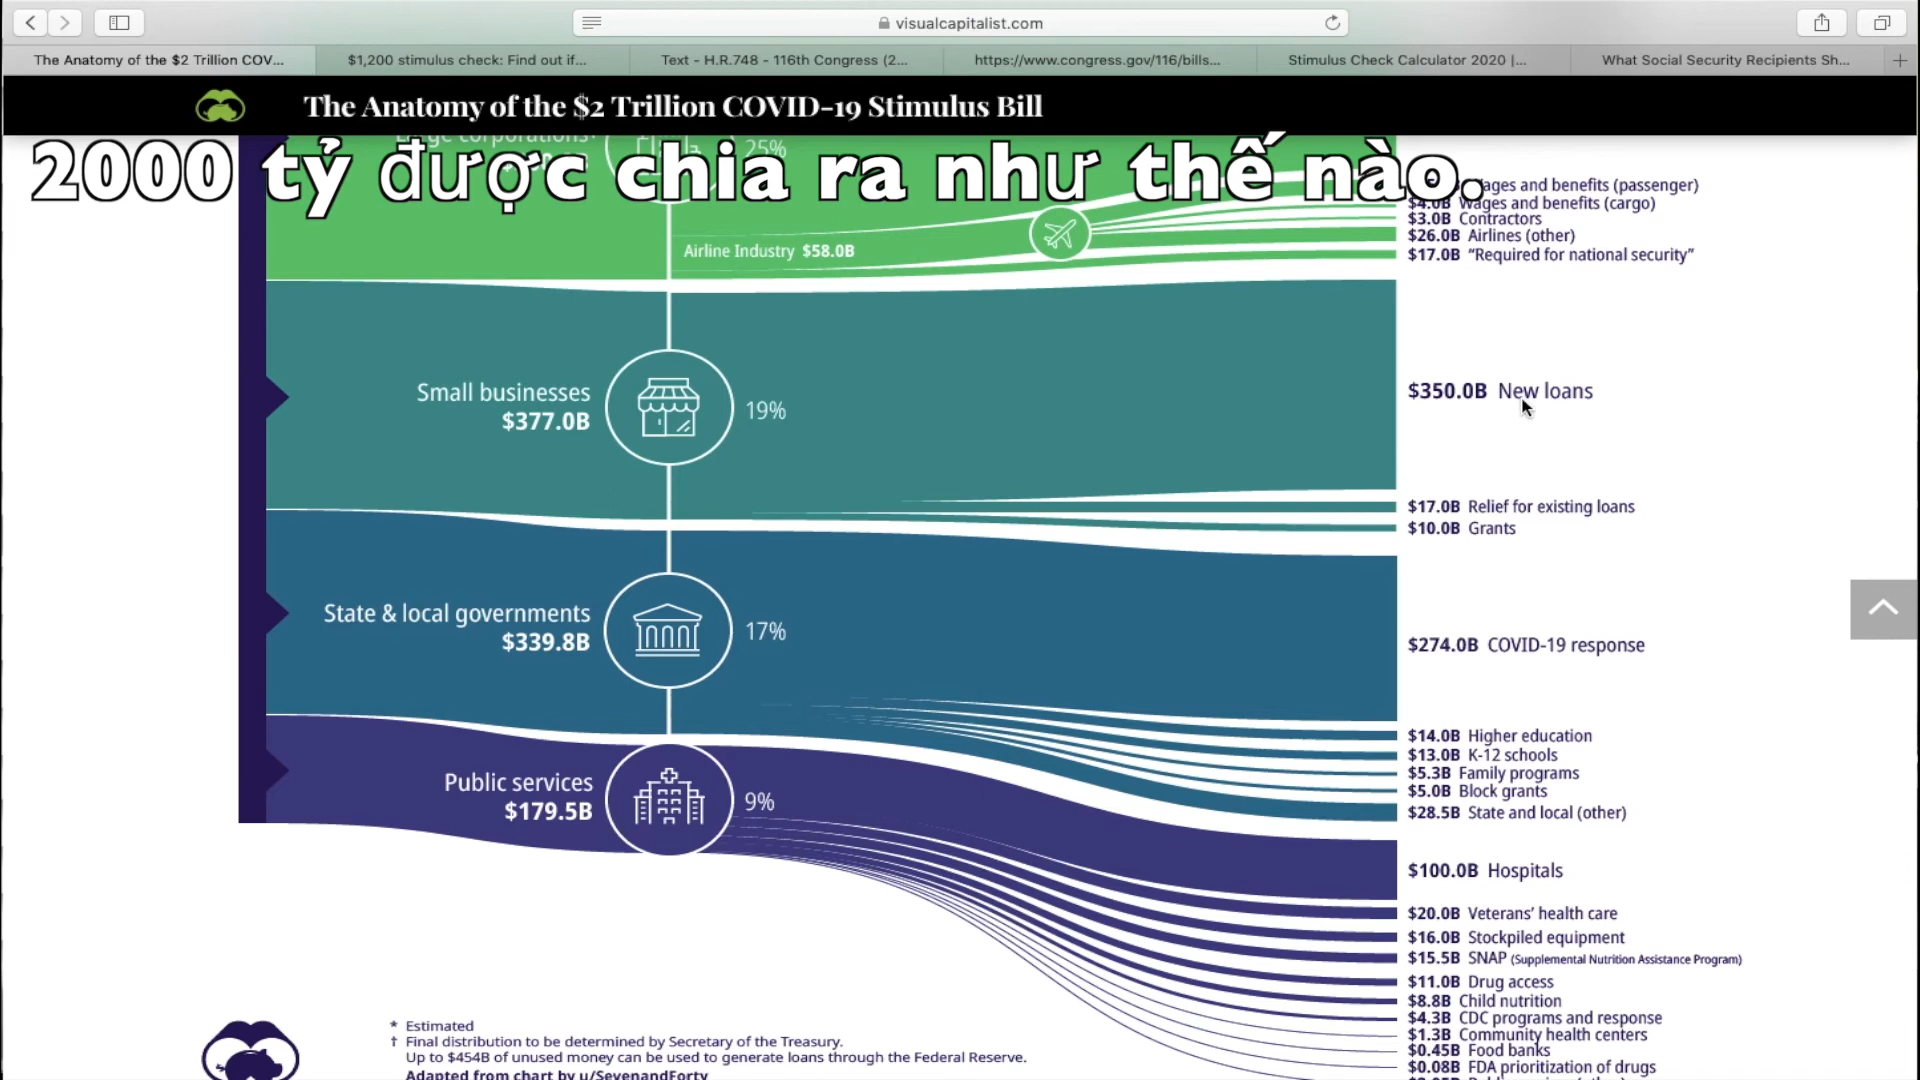 visualcapitalist.com
The Anatomy of the $2 Trillion COV...
$1,200 stimulus check: Find out if...
Text - H.R.748 - 116th Congress (2...
https://www.congress.gov/116/bills...
Stimulus Check Calculator 2020 |...
What Social Security Recipients Sh...
The Anatomy of the $2 Trillion COVID-19 Stimulus Bill
25%
2000 tỷ được chia ra như thế nào.
Wages and benefits (passenger)
$4.0B Wages and benefits (cargo)
$3.0B Contractors
$26.0B Airlines (other)
$17.0B “Required for national security”
Airline Industry $58.0B
Small businesses
$377.0B
19%
$350.0B New loans
$17.0B Relief for existing loans
$10.0B Grants
State & local governments
$339.8B
17%
$274.0B COVID-19 response
$14.0B Higher education
$13.0B K-12 schools
$5.3B Family programs
$5.0B Block grants
$28.5B State and local (other)
Public services
$179.5B
9%
$100.0B Hospitals
$20.0B Veterans’ health care
$16.0B Stockpiled equipment
$15.5B SNAP (Supplemental Nutrition Assistance Program)
$11.0B Drug access
$8.8B Child nutrition
$4.3B CDC programs and response
$1.3B Community health centers
$0.45B Food banks
$0.08B FDA prioritization of drugs
* Estimated
† Final distribution to be determined by Secretary of the Treasury.
Up to $454B of unused money can be used to generate loans through the Federal Reserve.
Adapted from chart by u/SevenandForty